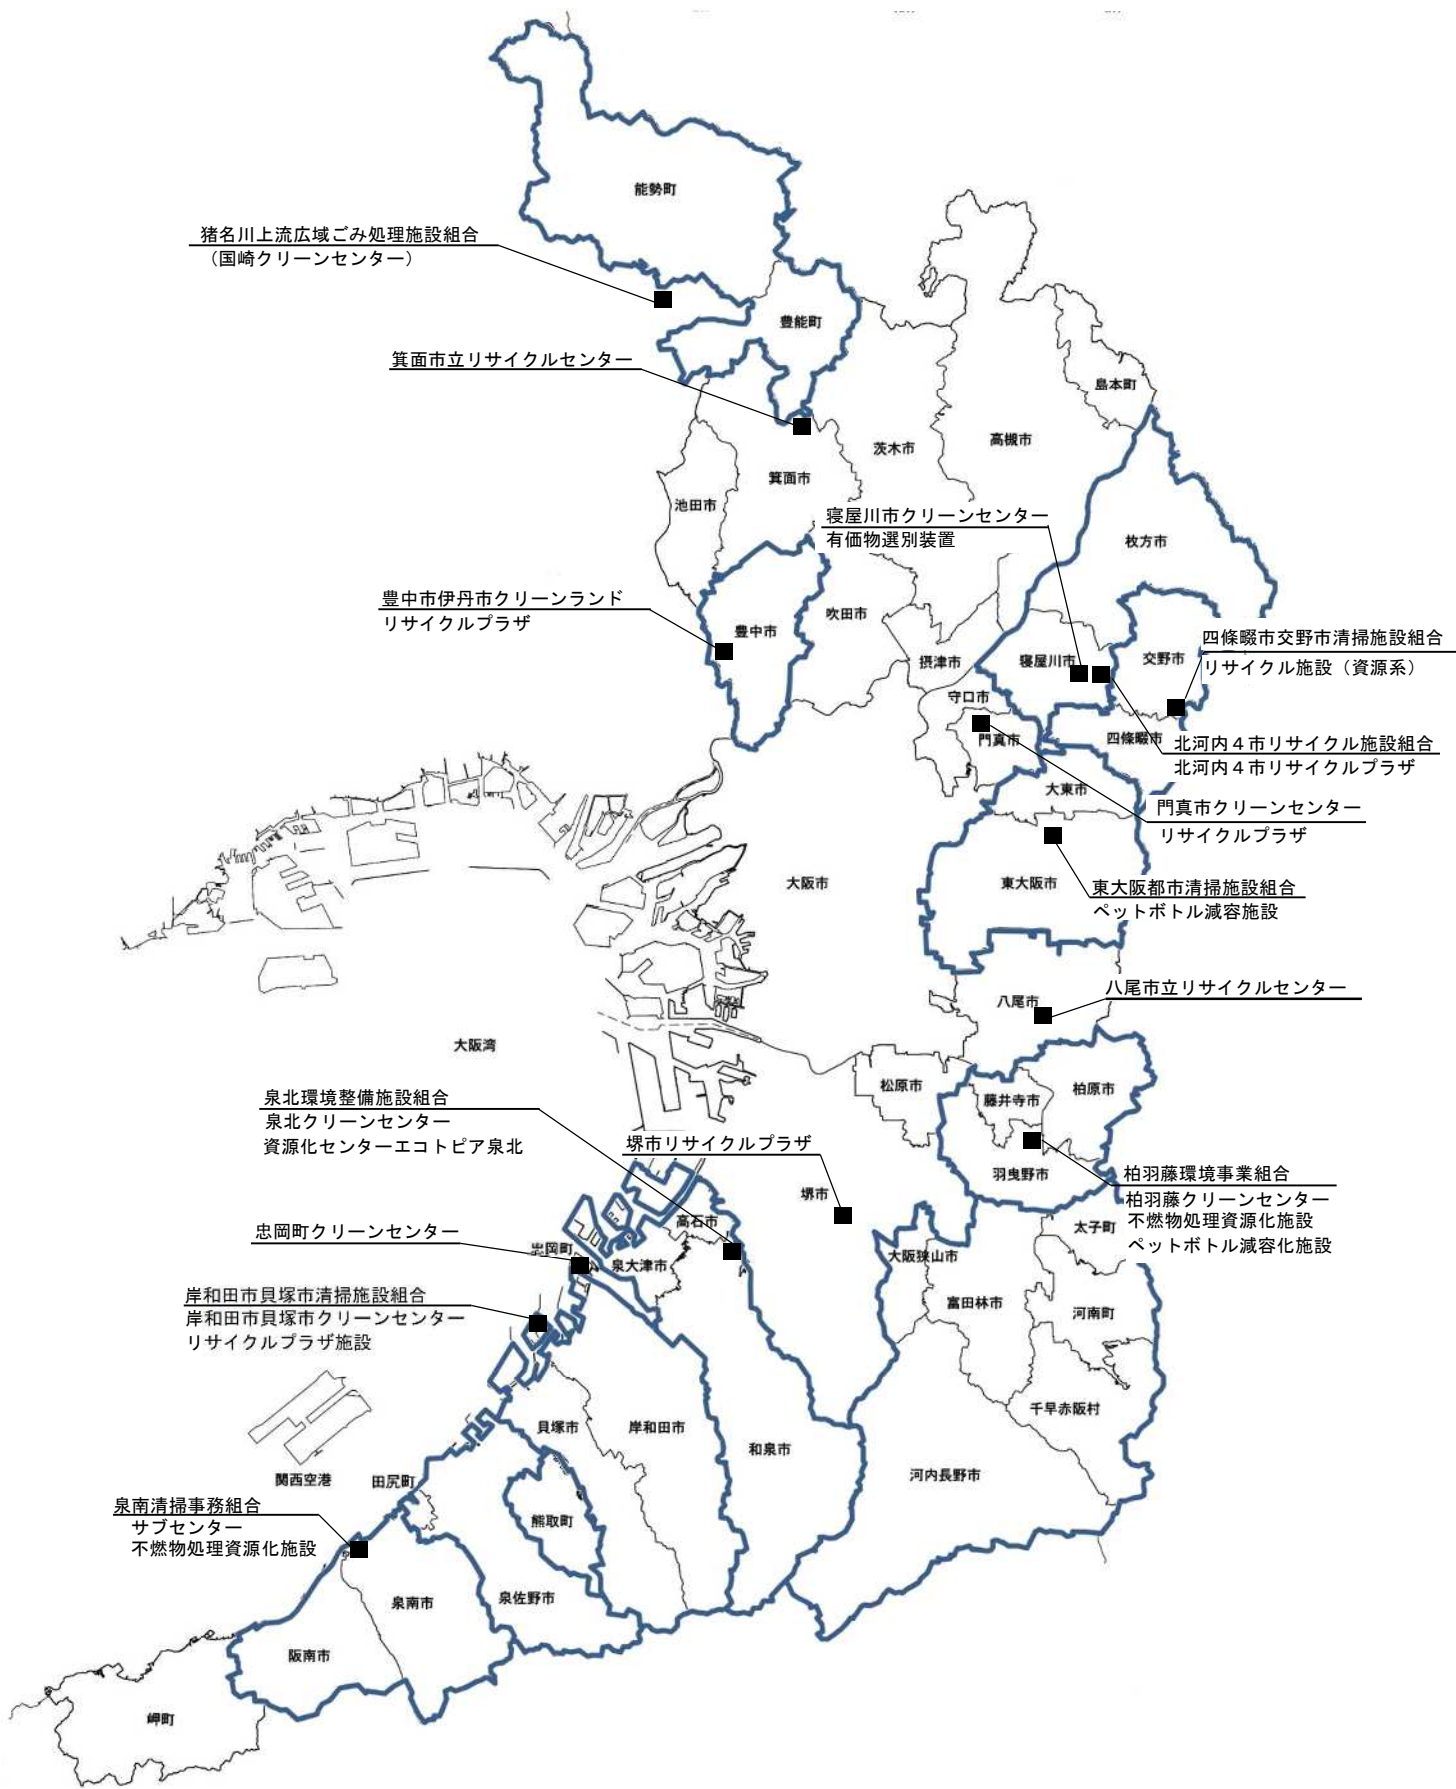 能勢町
猪名川上流広域ごみ処理施設組合
（国崎クリーンセンター）
豊能町
箕面市立リサイクルセンター
島本町
高槻市
茨木市
箕面市
池田市
寝屋川市クリーンセンター
有価物選別装置
枚方市
豊中市伊丹市クリーンランド
リサイクルプラザ
吹田市
豊中市
四條畷市交野市清掃施設組合
リサイクル施設（資源系）
摂津市
寝屋川市
交野市
守口市
門真市
四條畷市
北河内４市リサイクル施設組合
北河内４市リサイクルプラザ
大東市
門真市クリーンセンター
リサイクルプラザ
大阪市
東大阪市
東大阪都市清掃施設組合
ペットボトル減容施設
八尾市立リサイクルセンター
八尾市
大阪湾
松原市
柏原市
藤井寺市
泉北環境整備施設組合
泉北クリーンセンター
資源化センターエコトピア泉北
堺市リサイクルプラザ
羽曳野市
柏羽藤環境事業組合
柏羽藤クリーンセンター
不燃物処理資源化施設
ペットボトル減容化施設
堺市
高石市
太子町
忠岡町クリーンセンター
忠岡町
泉大津市
大阪狭山市
岸和田市貝塚市清掃施設組合
岸和田市貝塚市クリーンセンター
リサイクルプラザ施設
富田林市
河南町
千早赤阪村
貝塚市
岸和田市
和泉市
河内長野市
関西空港
田尻町
泉南清掃事務組合
サブセンター
不燃物処理資源化施設
熊取町
泉南市
泉佐野市
阪南市
岬町